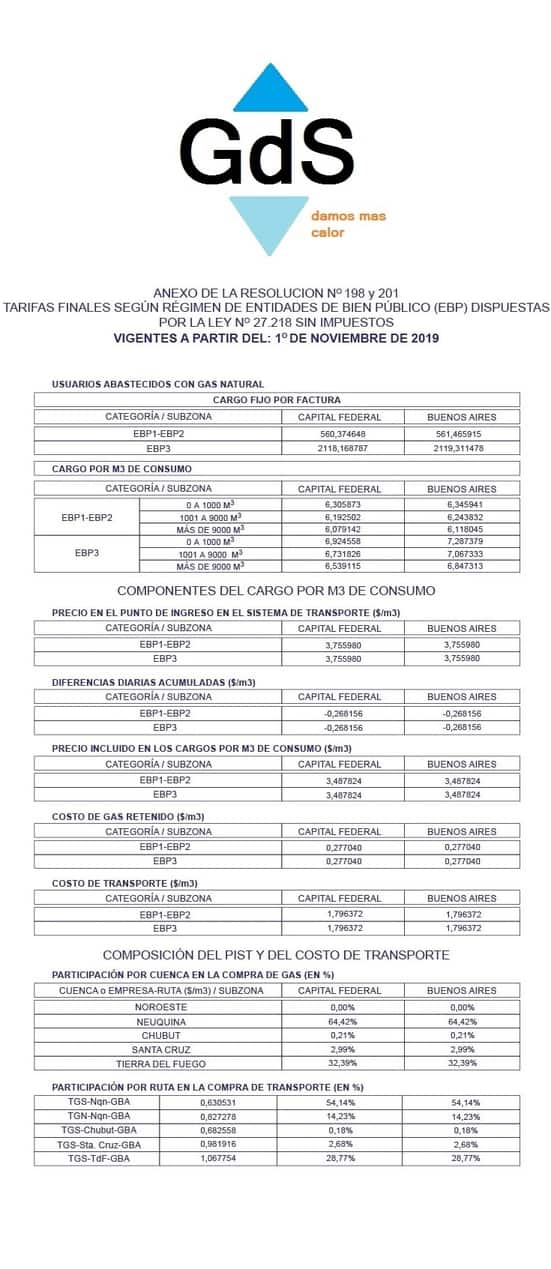 GdS
damos mas
calor
ANEXO DE LA RESOLUCION Nº 198 y 201
TARIFAS FINALES SEGÚN RÉGIMEN DE ENTIDADES DE BIEN PÚBLICO (EBP) DISPUESTAS
POR LA LEY Nº 27.218 SIN IMPUESTOS
VIGENTES A PARTIR DEL: 1º DE NOVIEMBRE DE 2019
USUARIOS ABASTECIDOS CON GAS NATURAL
CARGO FIJO POR FACTURA
CATEGORÍA / SUBZONA CAPITAL FEDERAL BUENOS AIRES
EBP1-EBP2 560,374648 561,465915
EBP3 2118,168787 2119,311478
CARGO POR M3 DE CONSUMO
CATEGORÍA / SUBZONA CAPITAL FEDERAL BUENOS AIRES
EBP1-EBP2
0 A 1000 M³ 6,305873 6,345941
1001 A 9000 M³ 6,192502 6,243832
MÁS DE 9000 M³ 6,079142 6,118045
EBP3
0 A 1000 M³ 6,924558 7,287379
1001 A 9000 M³ 6,731826 7,067333
MÁS DE 9000 M³ 6,539115 6,847313
COMPONENTES DEL CARGO POR M3 DE CONSUMO
PRECIO EN EL PUNTO DE INGRESO EN EL SISTEMA DE TRANSPORTE ($/m3)
CATEGORÍA / SUBZONA CAPITAL FEDERAL BUENOS AIRES
EBP1-EBP2 3,755980 3,755980
EBP3 3,755980 3,755980
DIFERENCIAS DIARIAS ACUMULADAS ($/m3)
CATEGORÍA / SUBZONA CAPITAL FEDERAL BUENOS AIRES
EBP1-EBP2 -0,268156 -0,268156
EBP3 -0,268156 -0,268156
PRECIO INCLUIDO EN LOS CARGOS POR M3 DE CONSUMO ($/m3)
CATEGORÍA / SUBZONA CAPITAL FEDERAL BUENOS AIRES
EBP1-EBP2 3,487824 3,487824
EBP3 3,487824 3,487824
COSTO DE GAS RETENIDO ($/m3)
CATEGORÍA / SUBZONA CAPITAL FEDERAL BUENOS AIRES
EBP1-EBP2 0,277040 0,277040
EBP3 0,277040 0,277040
COSTO DE TRANSPORTE ($/m3)
CATEGORÍA / SUBZONA CAPITAL FEDERAL BUENOS AIRES
EBP1-EBP2 1,796372 1,796372
EBP3 1,796372 1,796372
COMPOSICIÓN DEL PIST Y DEL COSTO DE TRANSPORTE
PARTICIPACIÓN POR CUENCA EN LA COMPRA DE GAS (EN %)
CUENCA o EMPRESA-RUTA ($/m3) / SUBZONA CAPITAL FEDERAL BUENOS AIRES
NOROESTE 0,00% 0,00%
NEUQUINA 64,42% 64,42%
CHUBUT 0,21% 0,21%
SANTA CRUZ 2,99% 2,99%
TIERRA DEL FUEGO 32,39% 32,39%
PARTICIPACIÓN POR RUTA EN LA COMPRA DE TRANSPORTE (EN %)
TGS-Nqn-GBA 0,630531 54,14% 54,14%
TGN-Nqn-GBA 0,827278 14,23% 14,23%
TGS-Chubut-GBA 0,682558 0,18% 0,18%
TGS-Sta. Cruz-GBA 0,981916 2,68% 2,68%
TGS-TdF-GBA 1,067754 28,77% 28,77%